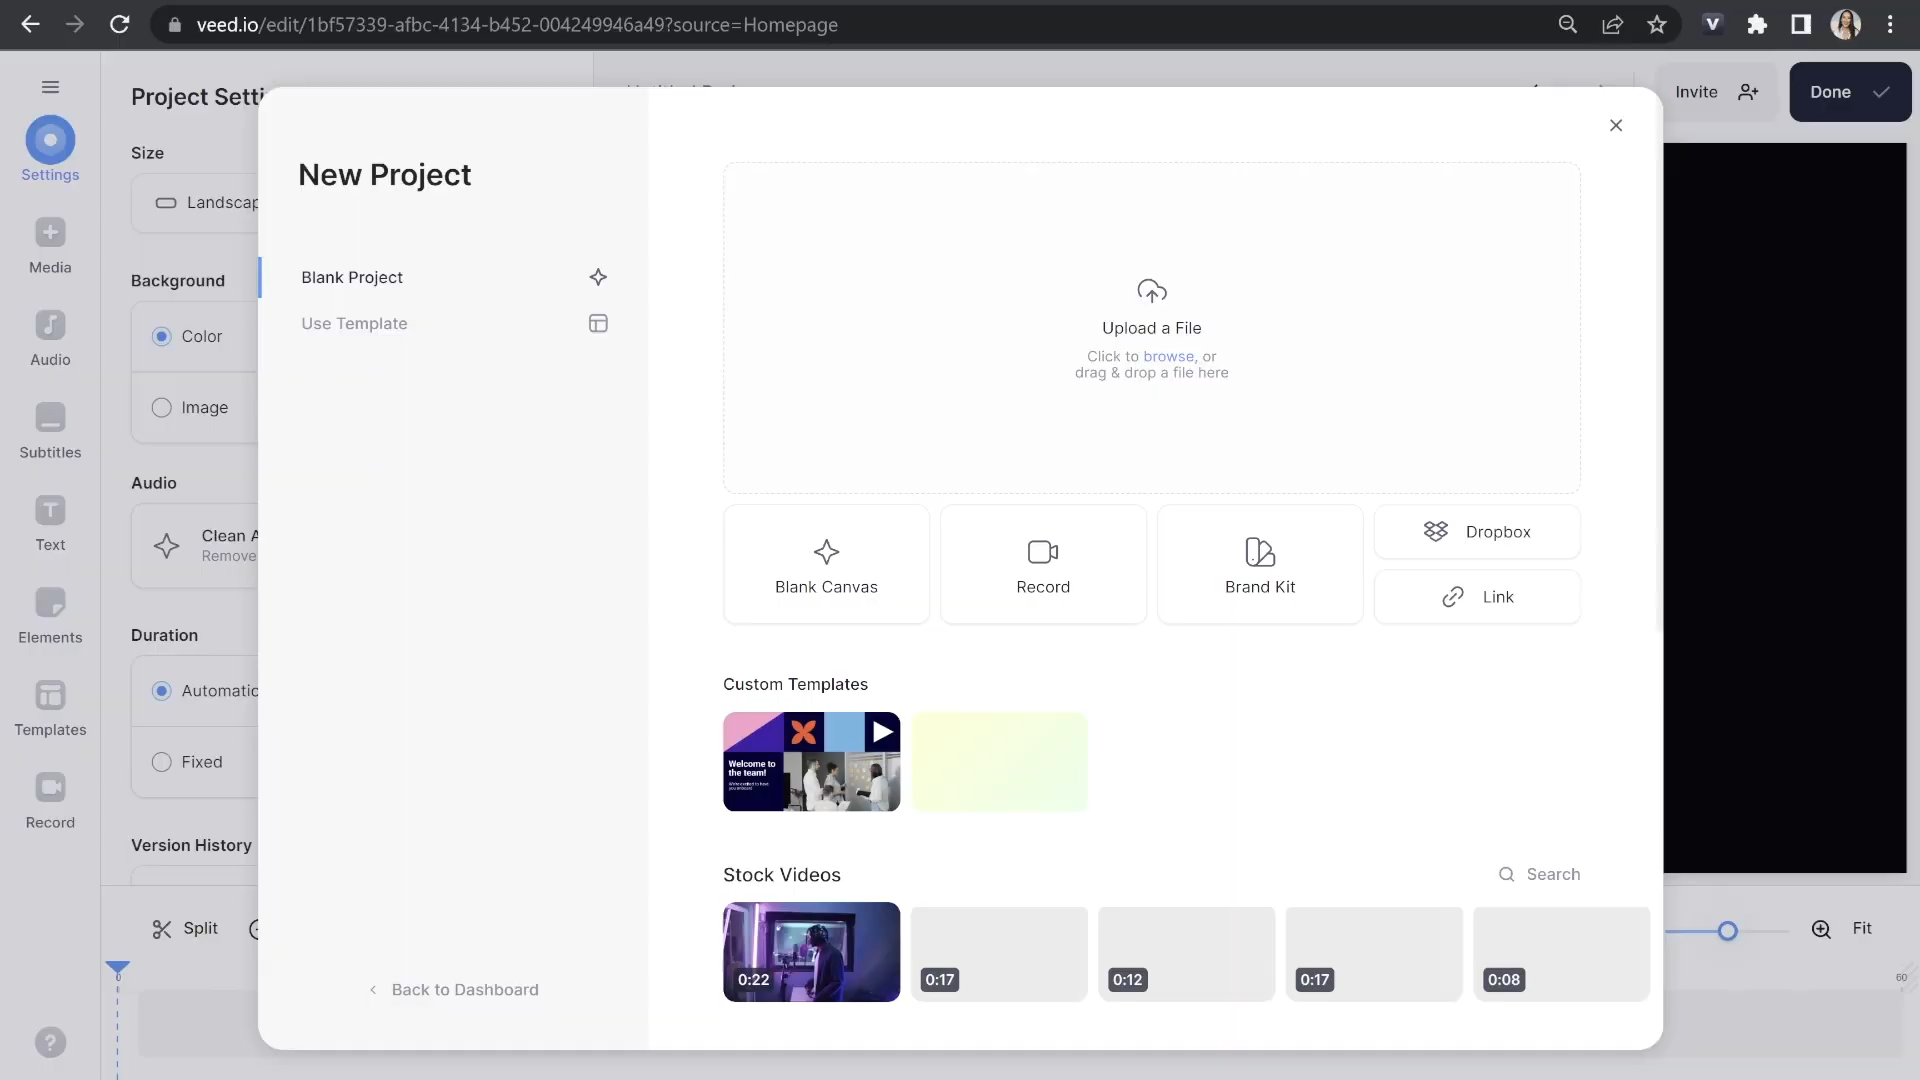 veed.io/edit/1bf57339-afbc-4134-b452-004249946a49?source=Homepage
Project Setti
Invite
Done
Size
Settings
Landscap
Media
Background
Color
Image
Audio
Subtitles
Audio
Clean A
Remove
Text
Duration
Elements
Automatic
Templates
Fixed
Record
Version History
Split
Fit
0
60
New Project
Blank Project
Use Template
Back to Dashboard
Upload a File
Click to browse, or
drag & drop a file here
Blank Canvas
Record
Brand Kit
Dropbox
Link
Custom Templates
Welcome to
the team!
Stock Videos
Search
0:22
0:17
0:12
0:17
0:08